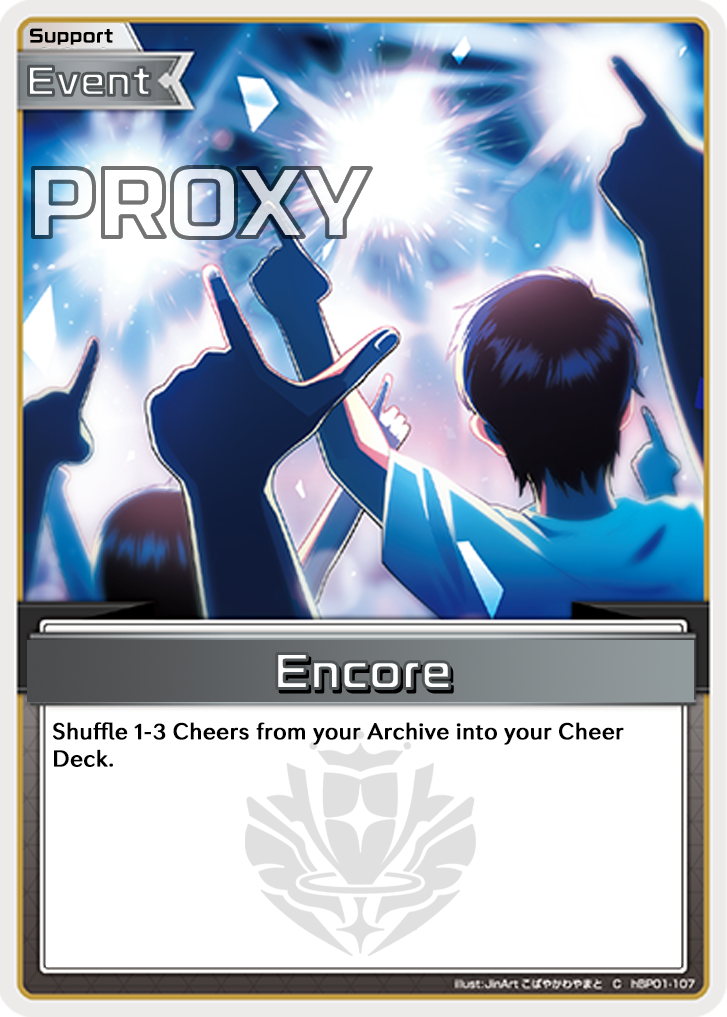 Support
Event
PROXY
Encore
Shuffle 1-3 Cheers from your Archive into your Cheer
Deck.
illust:JinArt こばやかわやまと C hBP01-107